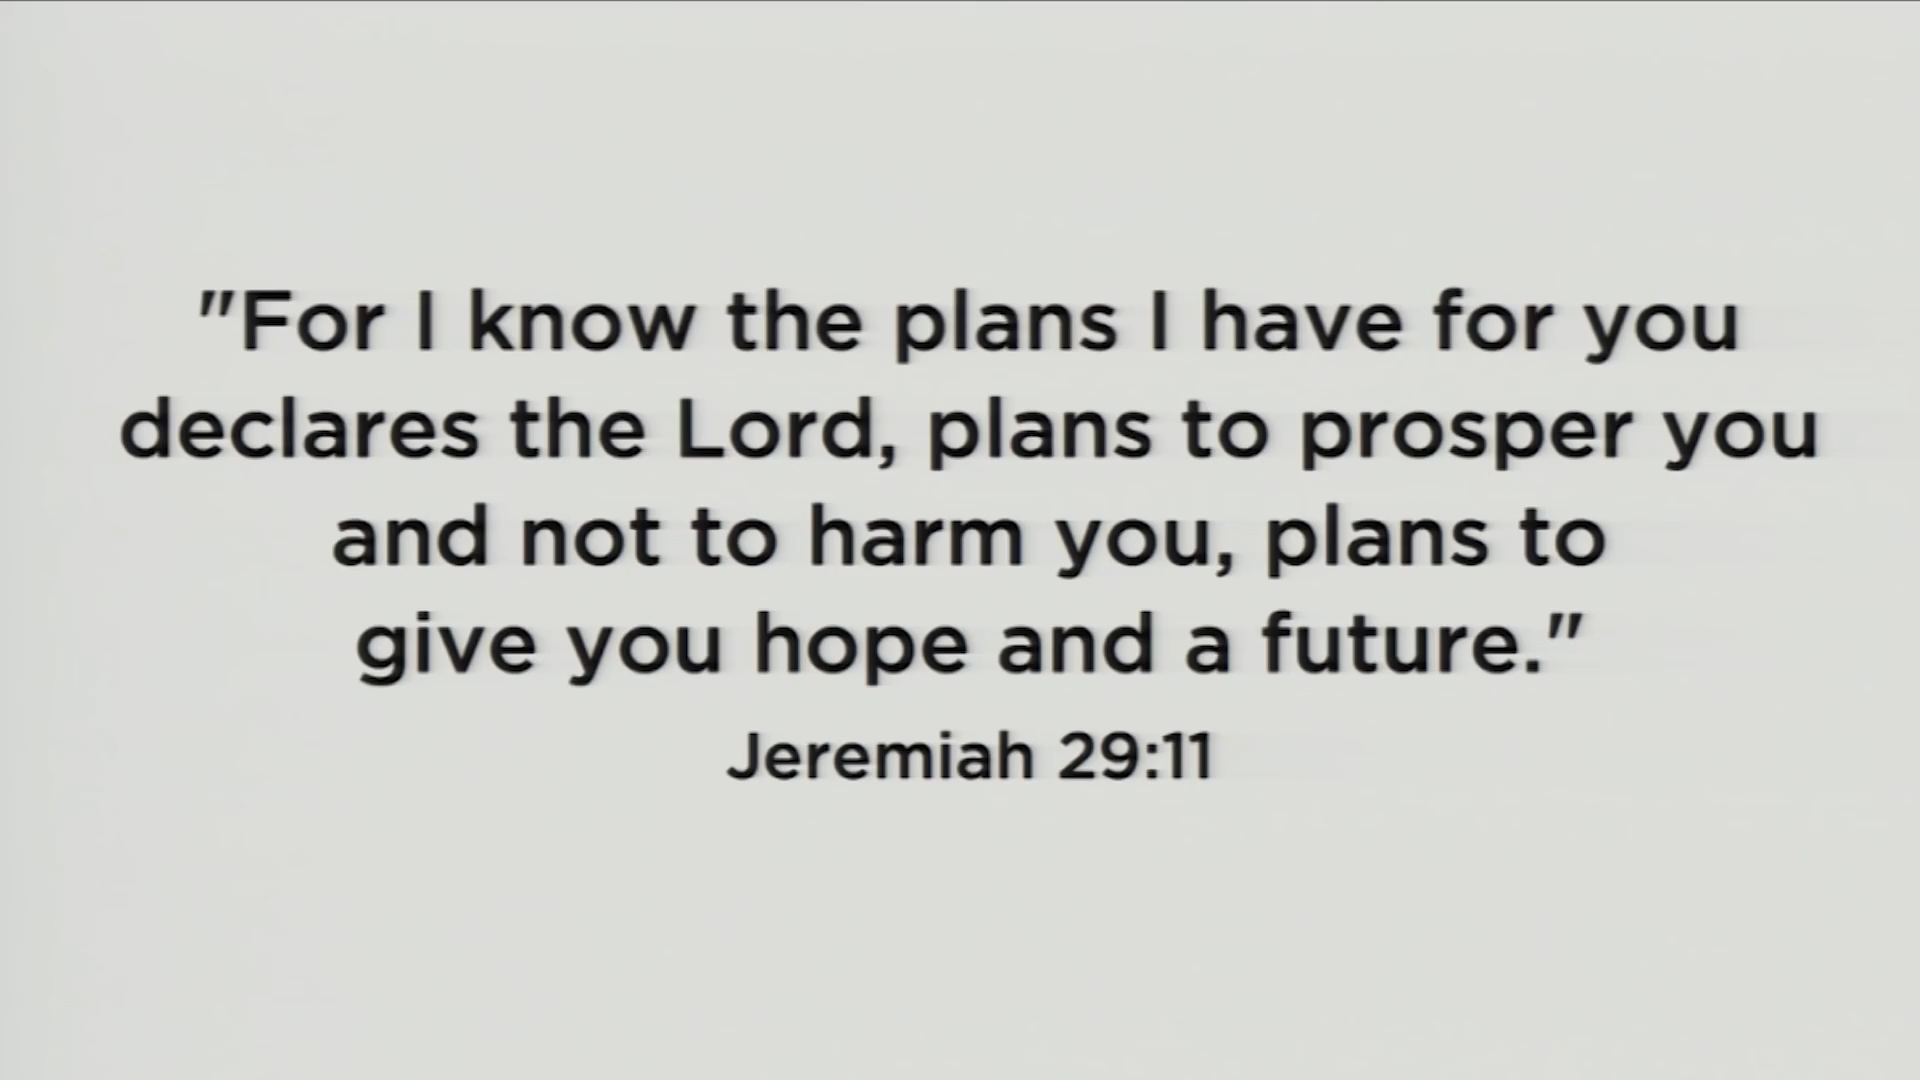 "For I know the plans I have for you
declares the Lord, plans to prosper you
and not to harm you, plans to
give you hope and a future."
Jeremiah 29:11